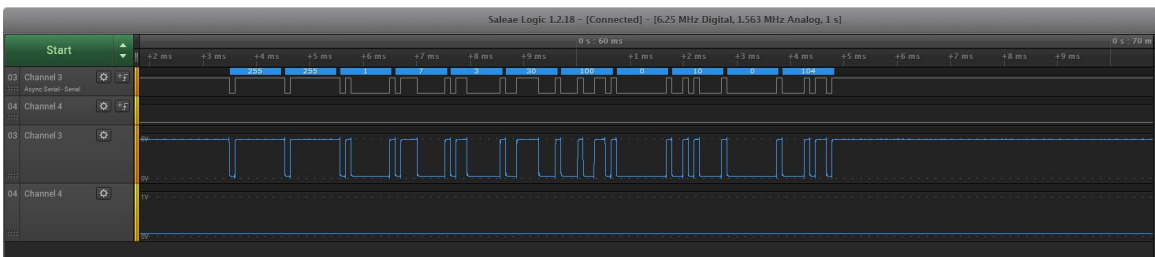 Saleae Logic 1.2.18 – [Connected] – [6.25 MHz Digital, 1.563 MHz Analog, 1 s]
Start
0 s : 60 ms 0 s : 70 m
+2 ms +3 ms +4 ms +5 ms +6 ms +7 ms +8 ms +9 ms +1 ms +2 ms +3 ms +4 ms +5 ms +6 ms +7 ms +8 ms +9 ms
03 Channel 3 255 255 1 7 3 30 100 0 10 0 104
Async Serial - Serial
04 Channel 4
03 Channel 3
0V
04 Channel 4
1V
0V